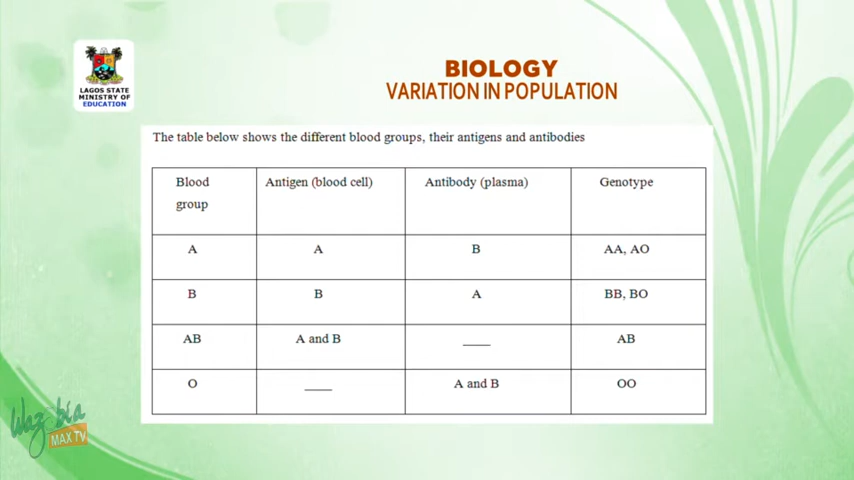 LAGOS STATE
MINISTRY OF
EDUCATION
BIOLOGY
VARIATION IN POPULATION
The table below shows the different blood groups, their antigens and antibodies
Blood group	Antigen (blood cell)	Antibody (plasma)	Genotype
A	A	B	AA, AO
B	B	A	BB, BO
AB	A and B	____	AB
O	____	A and B	OO
Wazobia
MAX TV